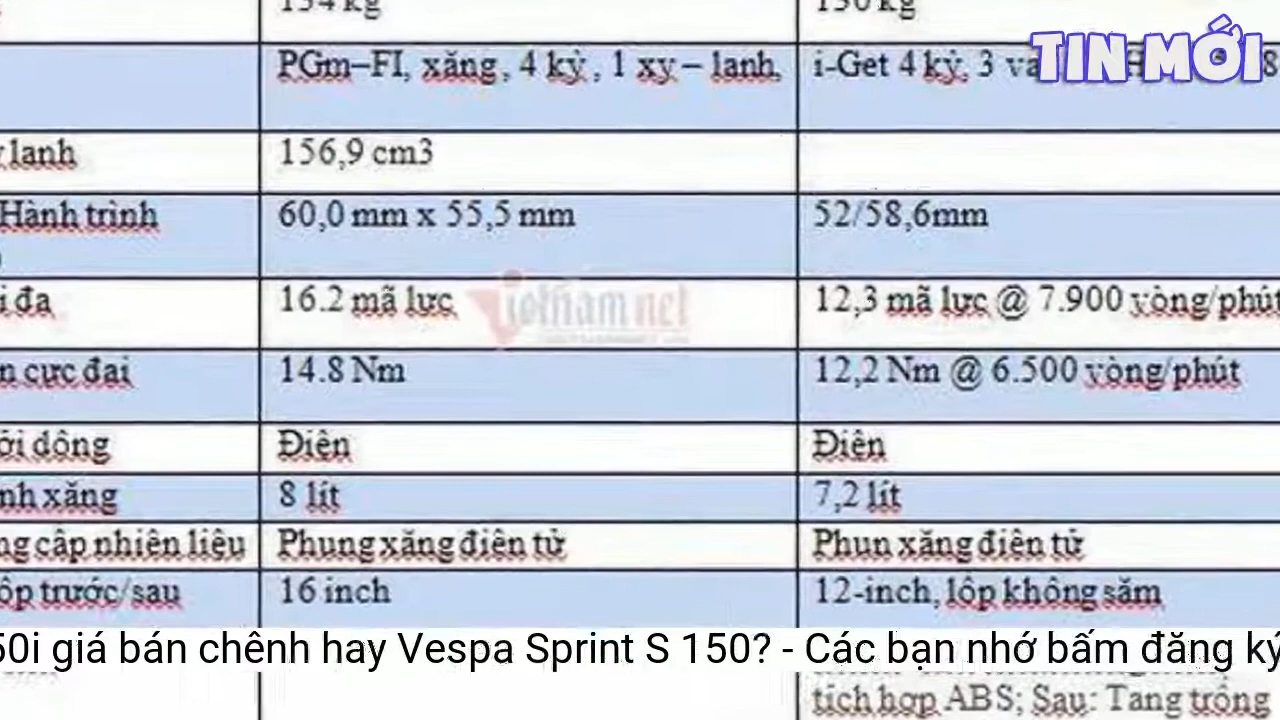 134 kg 130 kg
TIN MỚI
PGm–FI, xăng, 4 kỳ, 1 xy – lanh, i-Get 4 kỳ, 3
lanh 156,9 cm3
Hành trình 60,0 mm x 55,5 mm 52/58,6mm
i đa 16.2 mã lực 12,3 mã lực @ 7.900 vòng/phút
n cực đại 14.8 Nm 12,2 Nm @ 6.500 vòng/phút
ởi dông Điện Điện
nh xăng 8 lít 7,2 lít
ng cấp nhiên liệu Phung xăng điện tử Phun xăng điện tử
ốp trước/sau 16 inch 12-inch, lốp không săm
50i giá bán chênh hay Vespa Sprint S 150? - Các bạn nhớ bấm đăng ký
tích hợp ABS; Sau: Tang trống